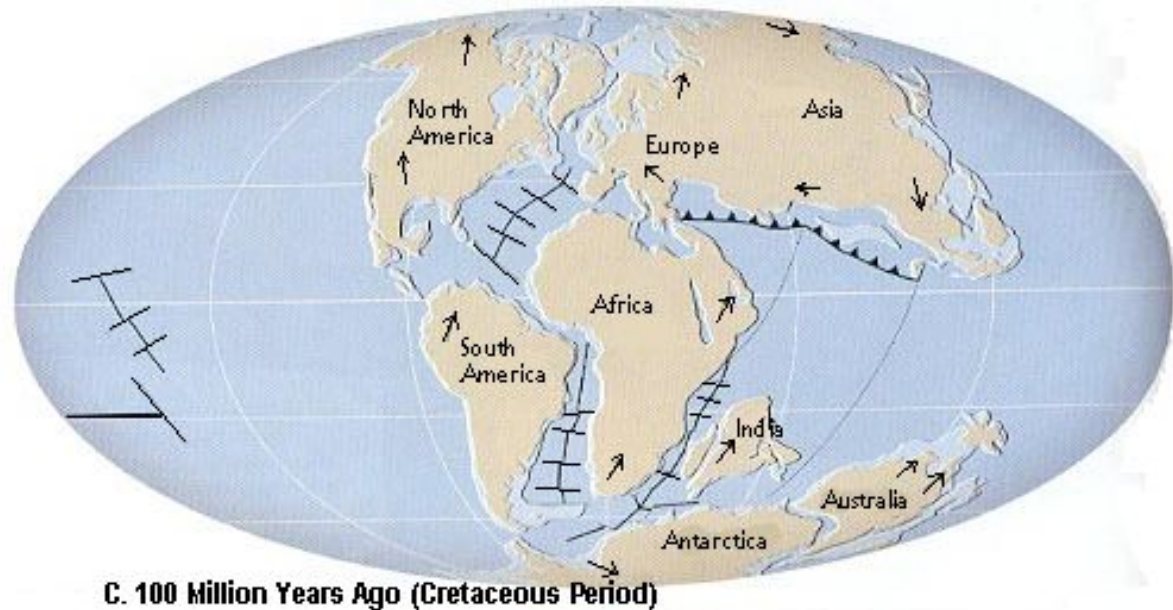 North
America
Asia
Europe
Africa
South
America
India
Australia
Antarctica
C. 100 Million Years Ago (Cretaceous Period)